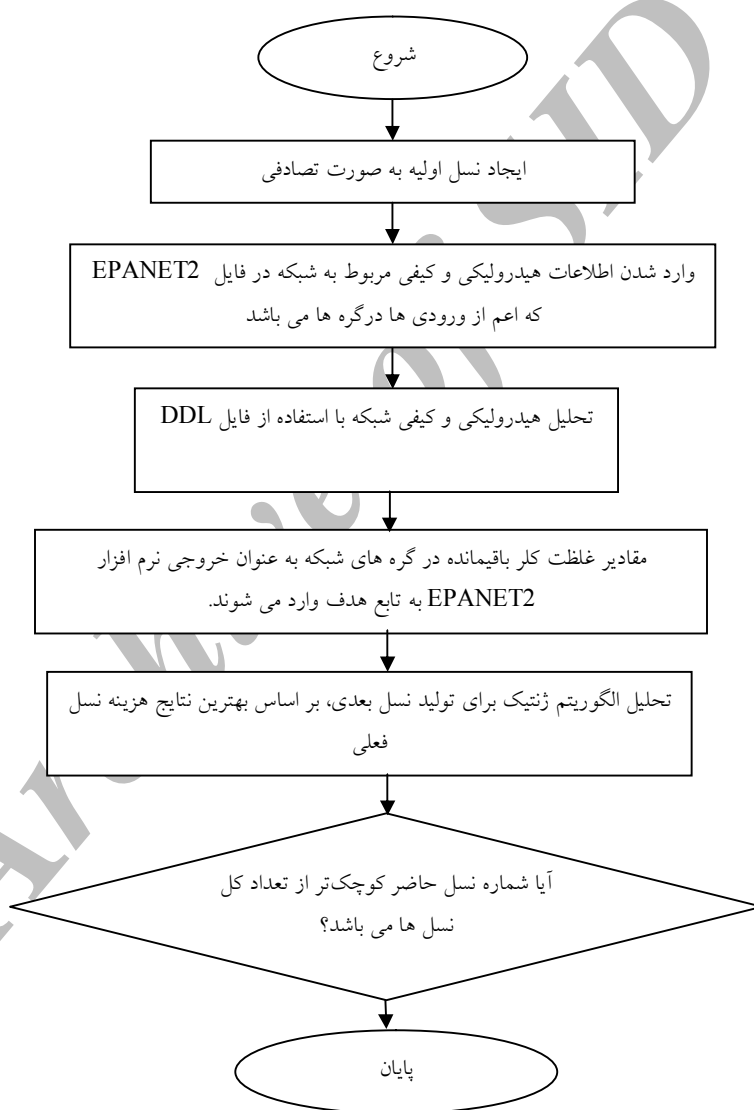 شروع
ایجاد نسل اولیه به صورت تصادفی
وارد شدن اطلاعات هیدرولیکی و کیفی مربوط به شبکه در فایل EPANET2
که اعم از ورودی ها درگره ها می باشد
تحلیل هیدرولیکی و کیفی شبکه با استفاده از فایل DDL
مقادیر غلظت کلر باقیمانده در گره های شبکه به عنوان خروجی نرم افزار
EPANET2 به تابع هدف وارد می شوند.
تحلیل الگوریتم ژنتیک برای تولید نسل بعدی، بر اساس بهترین نتایج هزینه نسل
فعلی
آیا شماره نسل حاضر کوچک‌تر از تعداد کل
نسل ها می باشد؟
پایان
Archive of SID